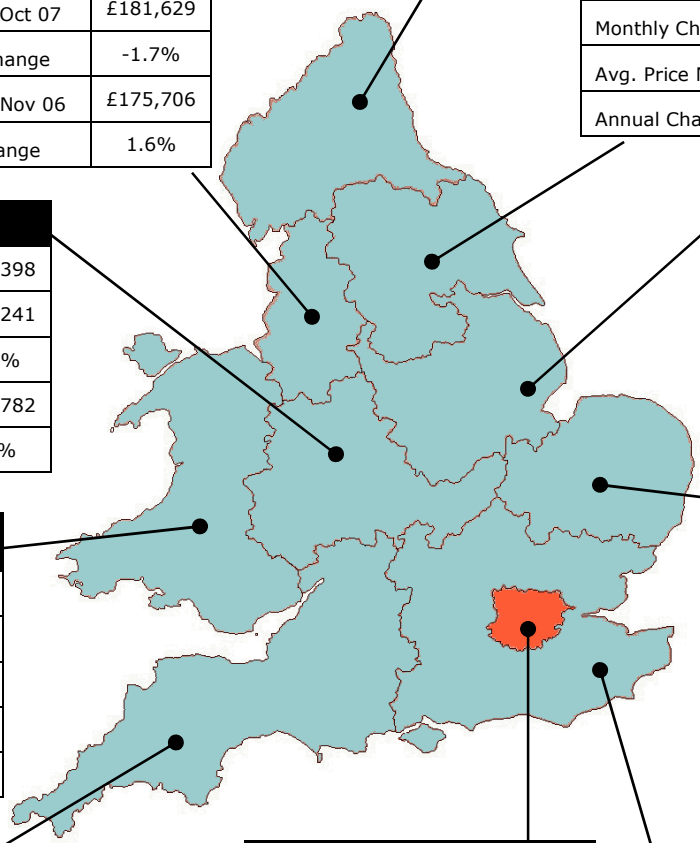 Oct 07 £181,629
hange -1.7%
Nov 06 £175,706
ange 1.6%
Monthly Ch
Avg. Price
Annual Cha
398
241
%
782
%